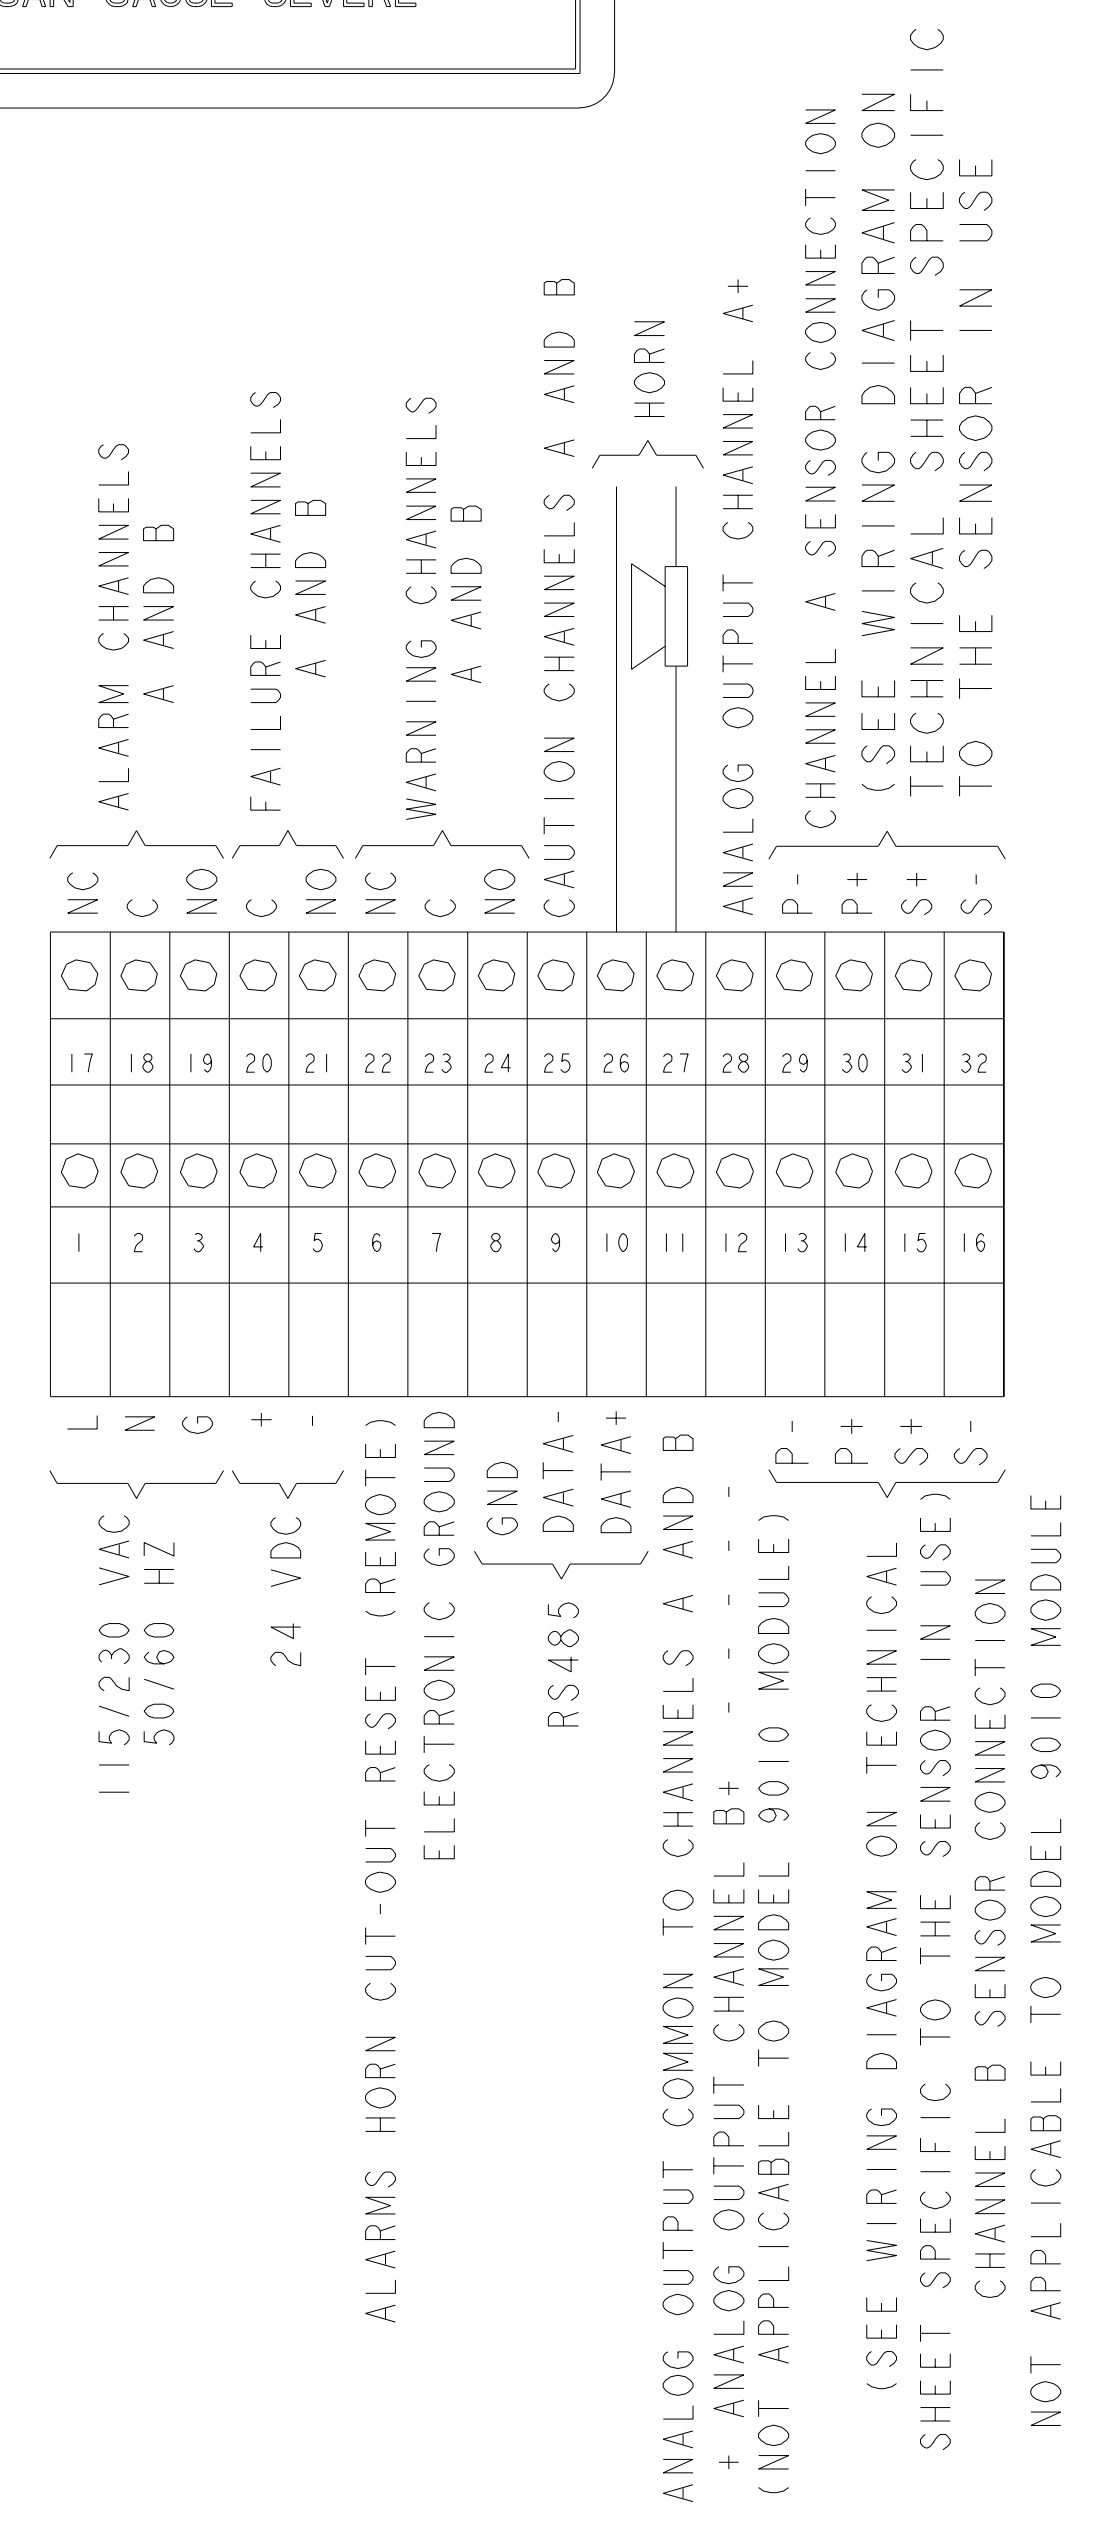 CAN CAUSE SEVERE
ALARM CHANNELS
A AND B
FAILURE CHANNELS
A AND B
WARNING CHANNELS
A AND B
CAUTION CHANNELS A AND B
HORN
ANALOG OUTPUT CHANNEL A+
CHANNEL A SENSOR CONNECTION
(SEE WIRING DIAGRAM ON
TECHNICAL SHEET SPECIFIC
TO THE SENSOR IN USE
NC
C
NO
C
NO
NC
C
NO
P-
P+
S+
S-
17 18 19 20 21 22 23 24 25 26 27 28 29 30 31 32
1 2 3 4 5 6 7 8 9 10 11 12 13 14 15 16
L
N
G
+
-
115/230 VAC
50/60 HZ
24 VDC
ALARMS HORN CUT-OUT RESET (REMOTE)
ELECTRONIC GROUND
GND
DATA-
DATA+
RS485
ANALOG OUTPUT COMMON TO CHANNELS A AND B
+ ANALOG OUTPUT CHANNEL B+ - - - - -
(NOT APPLICABLE TO MODEL 9010 MODULE)
P-
P+
S+
S-
(SEE WIRING DIAGRAM ON TECHNICAL
SHEET SPECIFIC TO THE SENSOR IN USE)
CHANNEL B SENSOR CONNECTION
NOT APPLICABLE TO MODEL 9010 MODULE